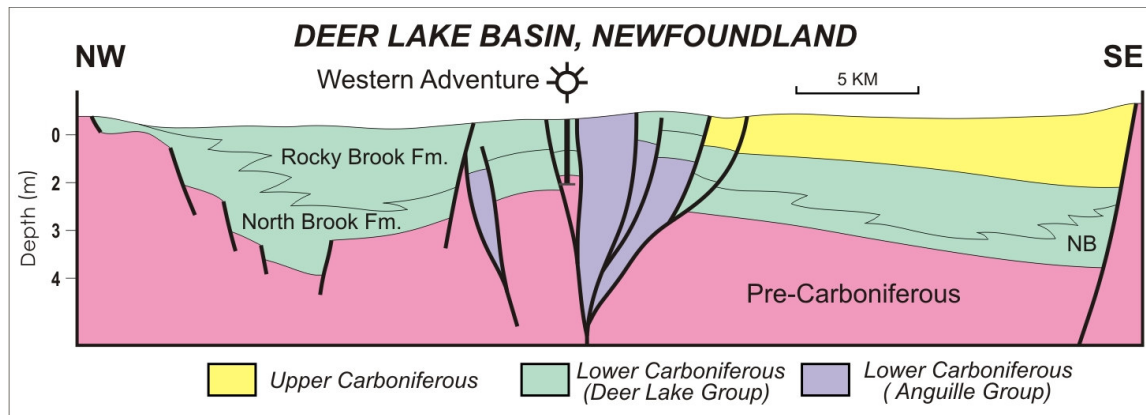 DEER LAKE BASIN, NEWFOUNDLAND
NW
SE
Western Adventure
5 KM
Depth (m)
0
2
3
4
Rocky Brook Fm.
North Brook Fm.
NB
Pre-Carboniferous
Upper Carboniferous
Lower Carboniferous
(Deer Lake Group)
Lower Carboniferous
( Anguille Group)